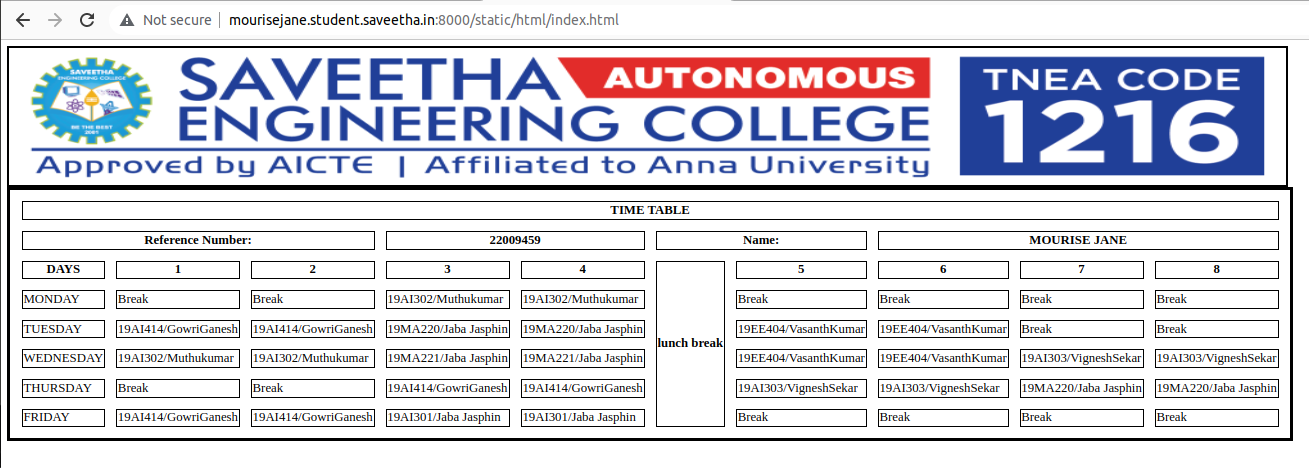 Not secure | mourisejane.student.saveetha.in:8000/static/html/index.html
SAVEETHA
ENGINEERING COLLEGE
BE THE BEST
2001
SAVEETHA AUTONOMOUS
ENGINEERING COLLEGE
Approved by AICTE | Affiliated to Anna University
TNEA CODE
1216
TIME TABLE
Reference Number: 22009459 Name: MOURISE JANE
DAYS 1 2 3 4 lunch break 5 6 7 8
MONDAY Break Break 19AI302/Muthukumar 19AI302/Muthukumar Break Break Break Break
TUESDAY 19AI414/GowriGanesh 19AI414/GowriGanesh 19MA220/Jaba Jasphin 19MA220/Jaba Jasphin 19EE404/VasanthKumar 19EE404/VasanthKumar Break Break
WEDNESDAY 19AI302/Muthukumar 19AI302/Muthukumar 19MA221/Jaba Jasphin 19MA221/Jaba Jasphin 19EE404/VasanthKumar 19EE404/VasanthKumar 19AI303/VigneshSekar 19AI303/VigneshSekar
THURSDAY Break Break 19AI414/GowriGanesh 19AI414/GowriGanesh 19AI303/VigneshSekar 19AI303/VigneshSekar 19MA220/Jaba Jasphin 19MA220/Jaba Jasphin
FRIDAY 19AI414/GowriGanesh 19AI414/GowriGanesh 19AI301/Jaba Jasphin 19AI301/Jaba Jasphin Break Break Break Break